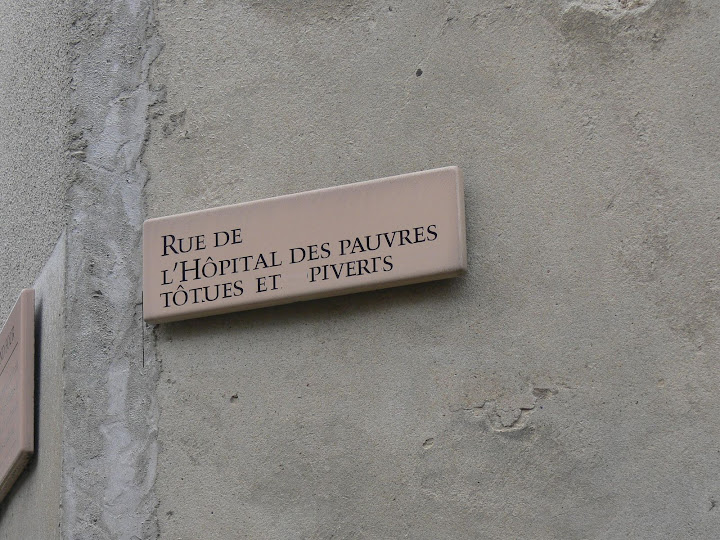 RUE DE
L'HÔPITAL DES PAUVRES
TÔTUES ET PIVERTS